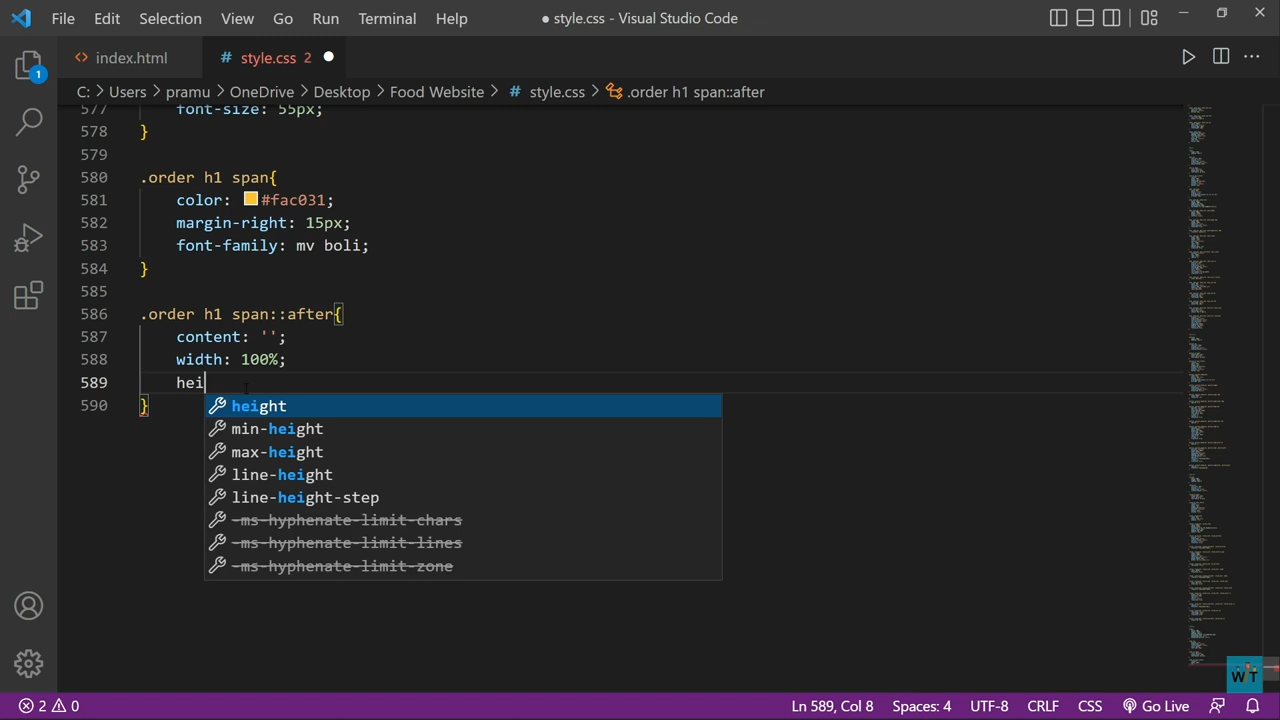 File Edit Selection View Go Run Terminal Help ● style.css - Visual Studio Code
<> index.html # style.css 2 ●
1
C: > Users > pramu > OneDrive > Desktop > Food Website > # style.css > .order h1 span::after
577 font-size: 55px;
578 }
579
580 .order h1 span{
581 color: #fac031;
582 margin-right: 15px;
583 font-family: mv boli;
584 }
585
586 .order h1 span::after{
587 content: '';
588 width: 100%;
589 hei
590 }
height
min-height
max-height
line-height
line-height-step
-ms-hyphenate-limit-chars
-ms-hyphenate-limit-lines
-ms-hyphenate-limit-zone
WT
2 0 Ln 589, Col 8 Spaces: 4 UTF-8 CRLF CSS Go Live